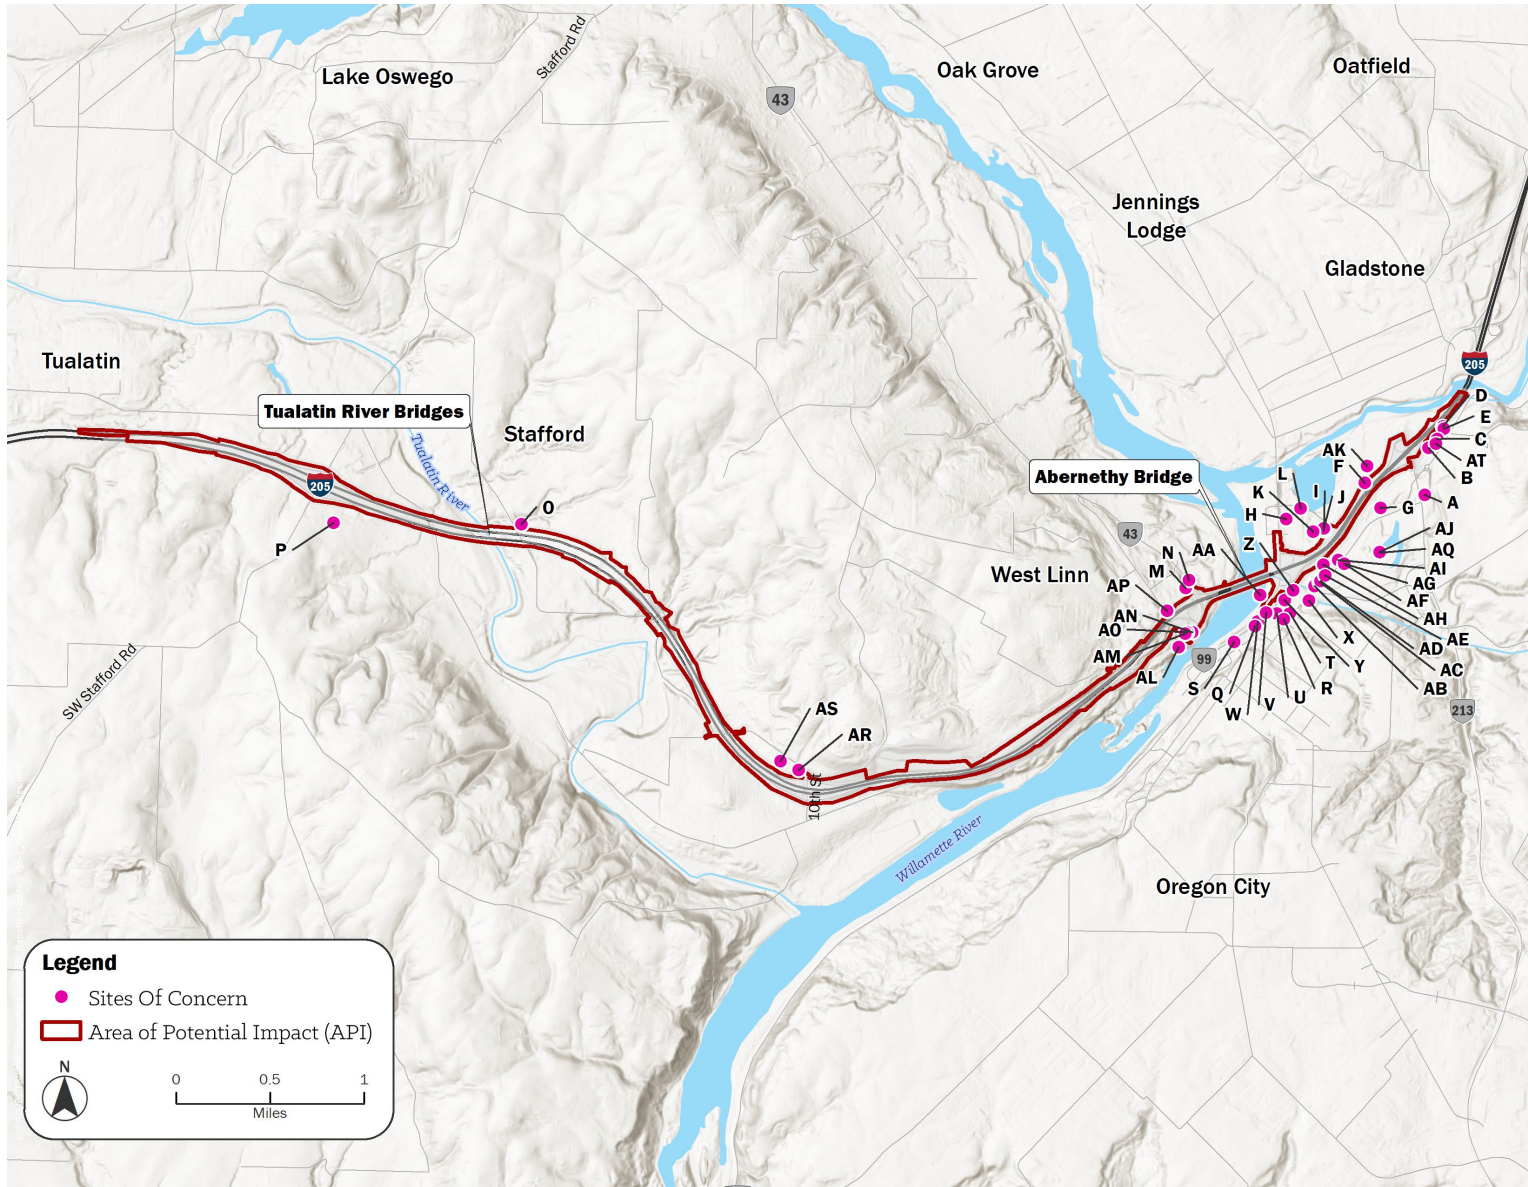 Lake Oswego
Stafford Rd
43
Oak Grove
Oatfield
Jennings
Lodge
Gladstone
205
Tualatin
Tualatin River Bridges
Stafford
Tualatin River
205
O
P
Abernethy Bridge
D
E
C
AT
B
A
AK
F
L
K
I
J
G
H
AJ
AQ
AI
AG
AF
AH
AE
AD
AC
AB
Z
AA
N
M
43
West Linn
AP
AN
AO
AM
AL
99
S
Q
W
V
U
R
T
Y
X
213
SW Stafford Rd
AS
AR
10th St
Willamette River
Oregon City
Legend
Sites Of Concern
Area of Potential Impact (API)
N
0 0.5 1
Miles